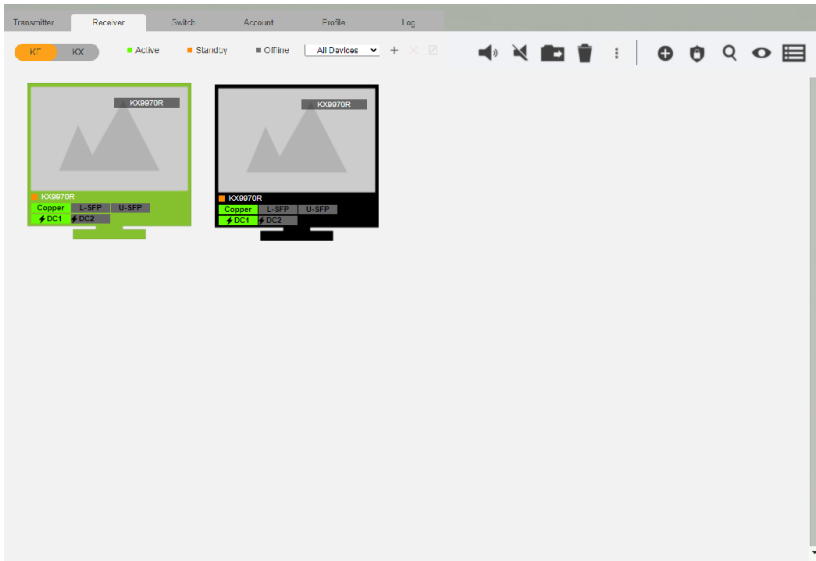 Transmitter Receiver Switch Account Profile Log
KE KX Active Standby Offline All Devices
KX9970R KX9970R
KX9970R KX9970R
Copper L-SFP U-SFP Copper L-SFP U-SFP
DC1 DC2 DC1 DC2